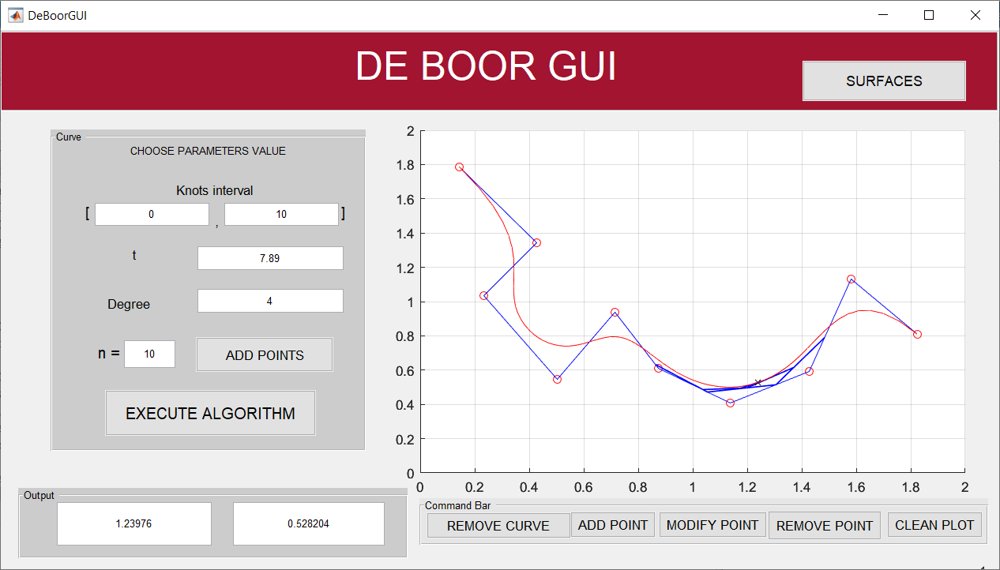 DeBoorGUI
DE BOOR GUI
SURFACES
Curve
CHOOSE PARAMETERS VALUE
Knots interval
[ 0 , 10 ]
t 7.89
Degree 4
n = 10 ADD POINTS
EXECUTE ALGORITHM
Output
1.23976 0.528204
2
1.8
1.6
1.4
1.2
1
0.8
0.6
0.4
0.2
0
0 0.2 0.4 0.6 0.8 1 1.2 1.4 1.6 1.8 2
Command Bar
REMOVE CURVE ADD POINT MODIFY POINT REMOVE POINT CLEAN PLOT